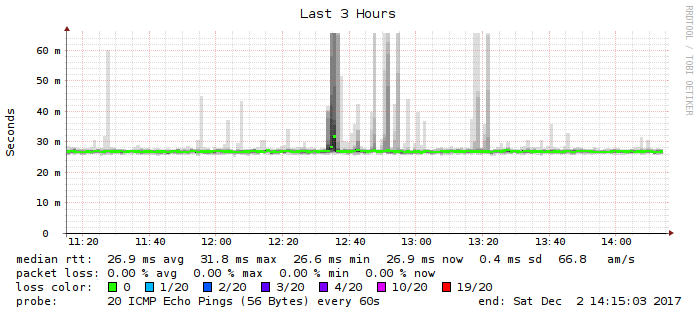 Last 3 Hours
RRDTOOL / TOBI OETIKER
Seconds
60 m
50 m
40 m
30 m
20 m
10 m
0
11:20 11:40 12:00 12:20 12:40 13:00 13:20 13:40 14:00
median rtt: 26.9 ms avg 31.8 ms max 26.6 ms min 26.9 ms now 0.4 ms sd 66.8 am/s
packet loss: 0.00 % avg 0.00 % max 0.00 % min 0.00 % now
loss color: 0 1/20 2/20 3/20 4/20 10/20 19/20
probe: 20 ICMP Echo Pings (56 Bytes) every 60s end: Sat Dec 2 14:15:03 2017